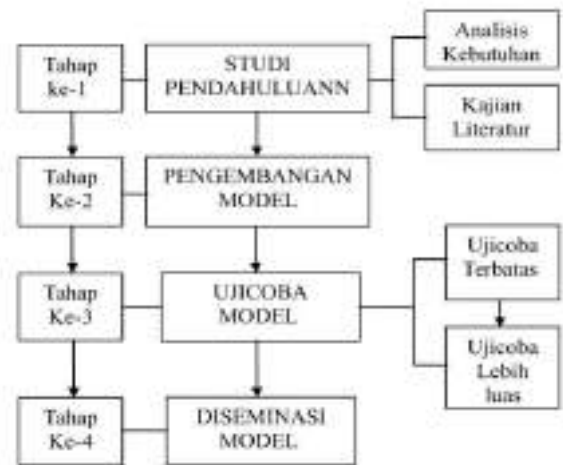 Tahap
ke-1
STUDI
PENDAHULUANN
Analisis
Kebutuhan
Kajian
Literatur
Tahap
Ke-2
PENGEMBANGAN
MODEL
Tahap
Ke-3
UJICOBA
MODEL
Ujicoba
Terbatas
Ujicoba
Lebih
luas
Tahap
Ke-4
DISEMINASI
MODEL